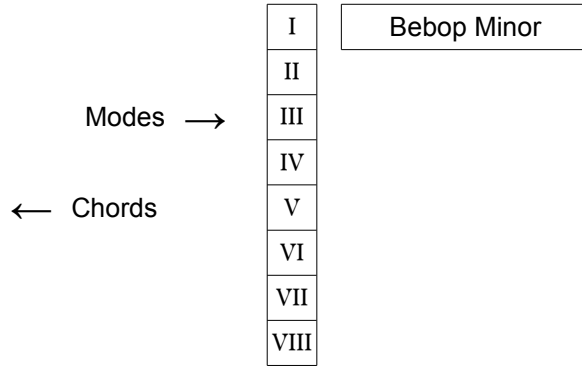 I Bebop Minor
II
Modes → III
IV
← Chords V
VI
VII
VIII